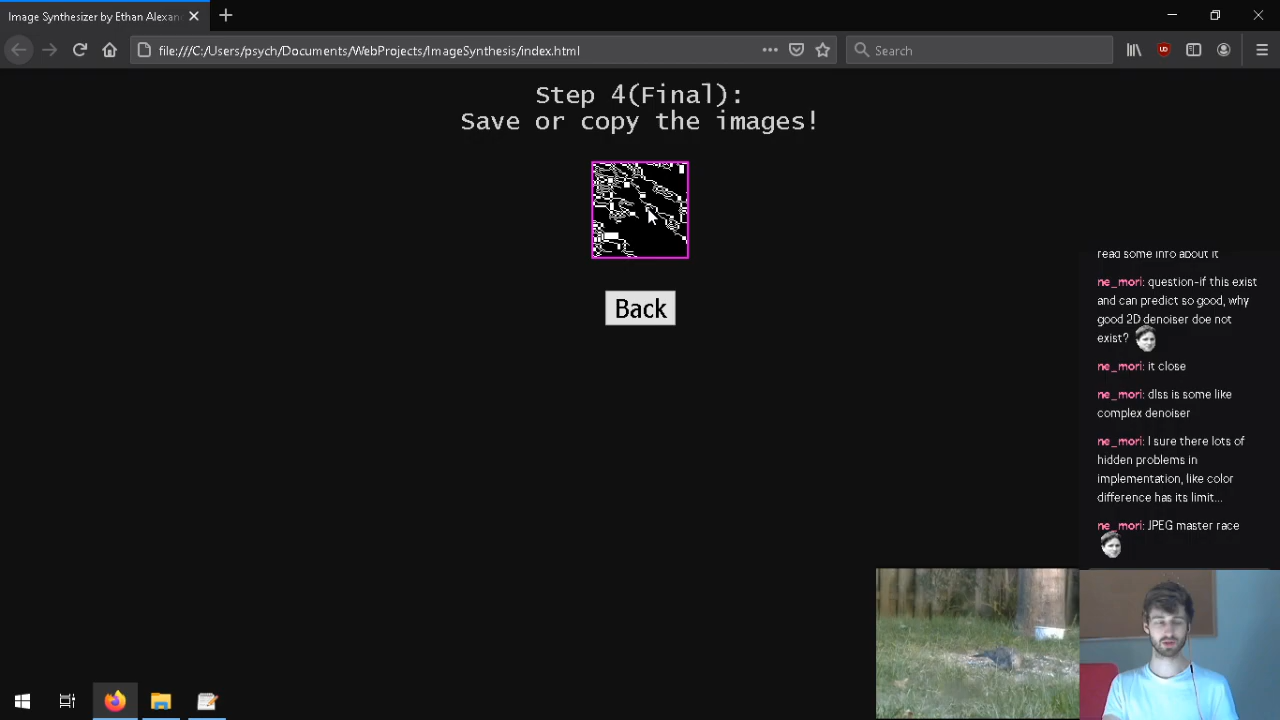 Image Synthesizer by Ethan Alexan
file:///C:/Users/psych/Documents/WebProjects/ImageSynthesis/index.html
Search
Step 4(Final):
Save or copy the images!
Back
read some info about it
ne_mori: question-if this exist
and can predict so good, why
good 2D denoiser doe not
exist?
ne_mori: it close
ne_mori: dlss is some like
complex denoiser
ne_mori: I sure there lots of
hidden problems in
implementation, like color
difference has its limit...
ne_mori: JPEG master race